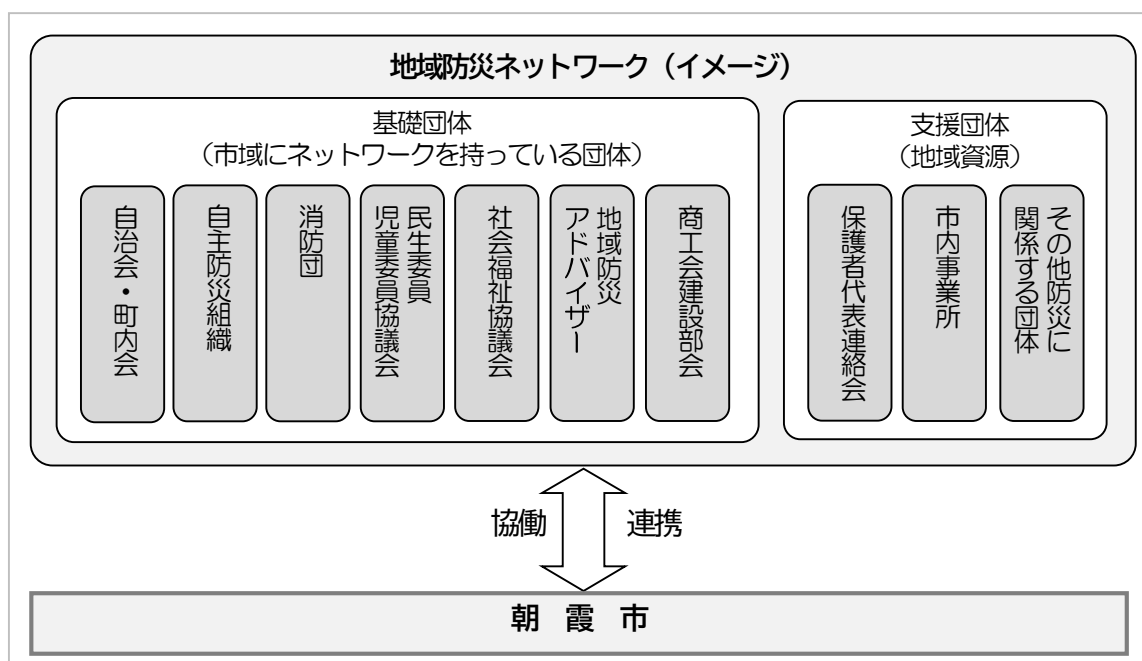 地域防災ネットワーク（イメージ）
基礎団体
（市域にネットワークを持っている団体）
自治会・町内会
自主防災組織
消防団
民生委員
児童委員協議会
社会福祉協議会
地域防災
アドバイザー
商工会建設部会
支援団体
（地域資源）
保護者代表連絡会
市内事業所
その他防災に
関係する団体
協働
連携
朝霞市